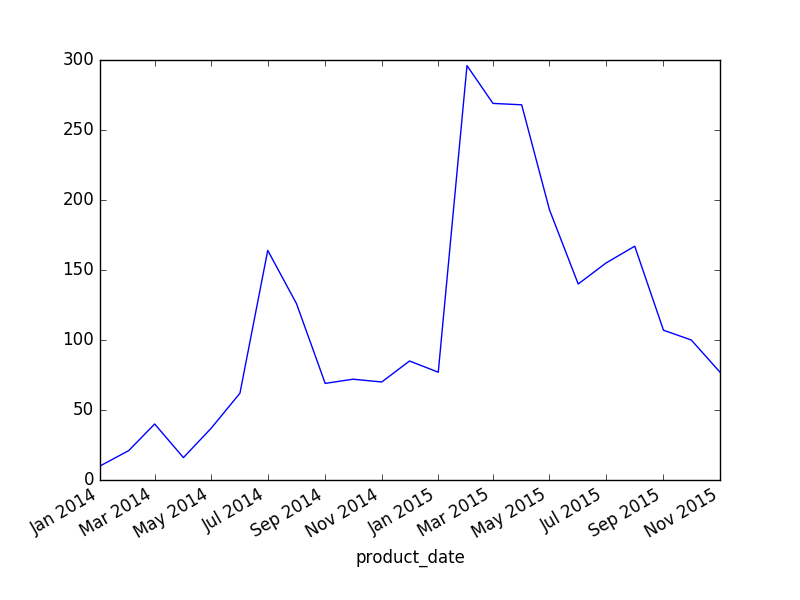 300
250
200
150
100
50
0
Jan 2014
Mar 2014
May 2014
Jul 2014
Sep 2014
Nov 2014
Jan 2015
Mar 2015
May 2015
Jul 2015
Sep 2015
Nov 2015
product_date